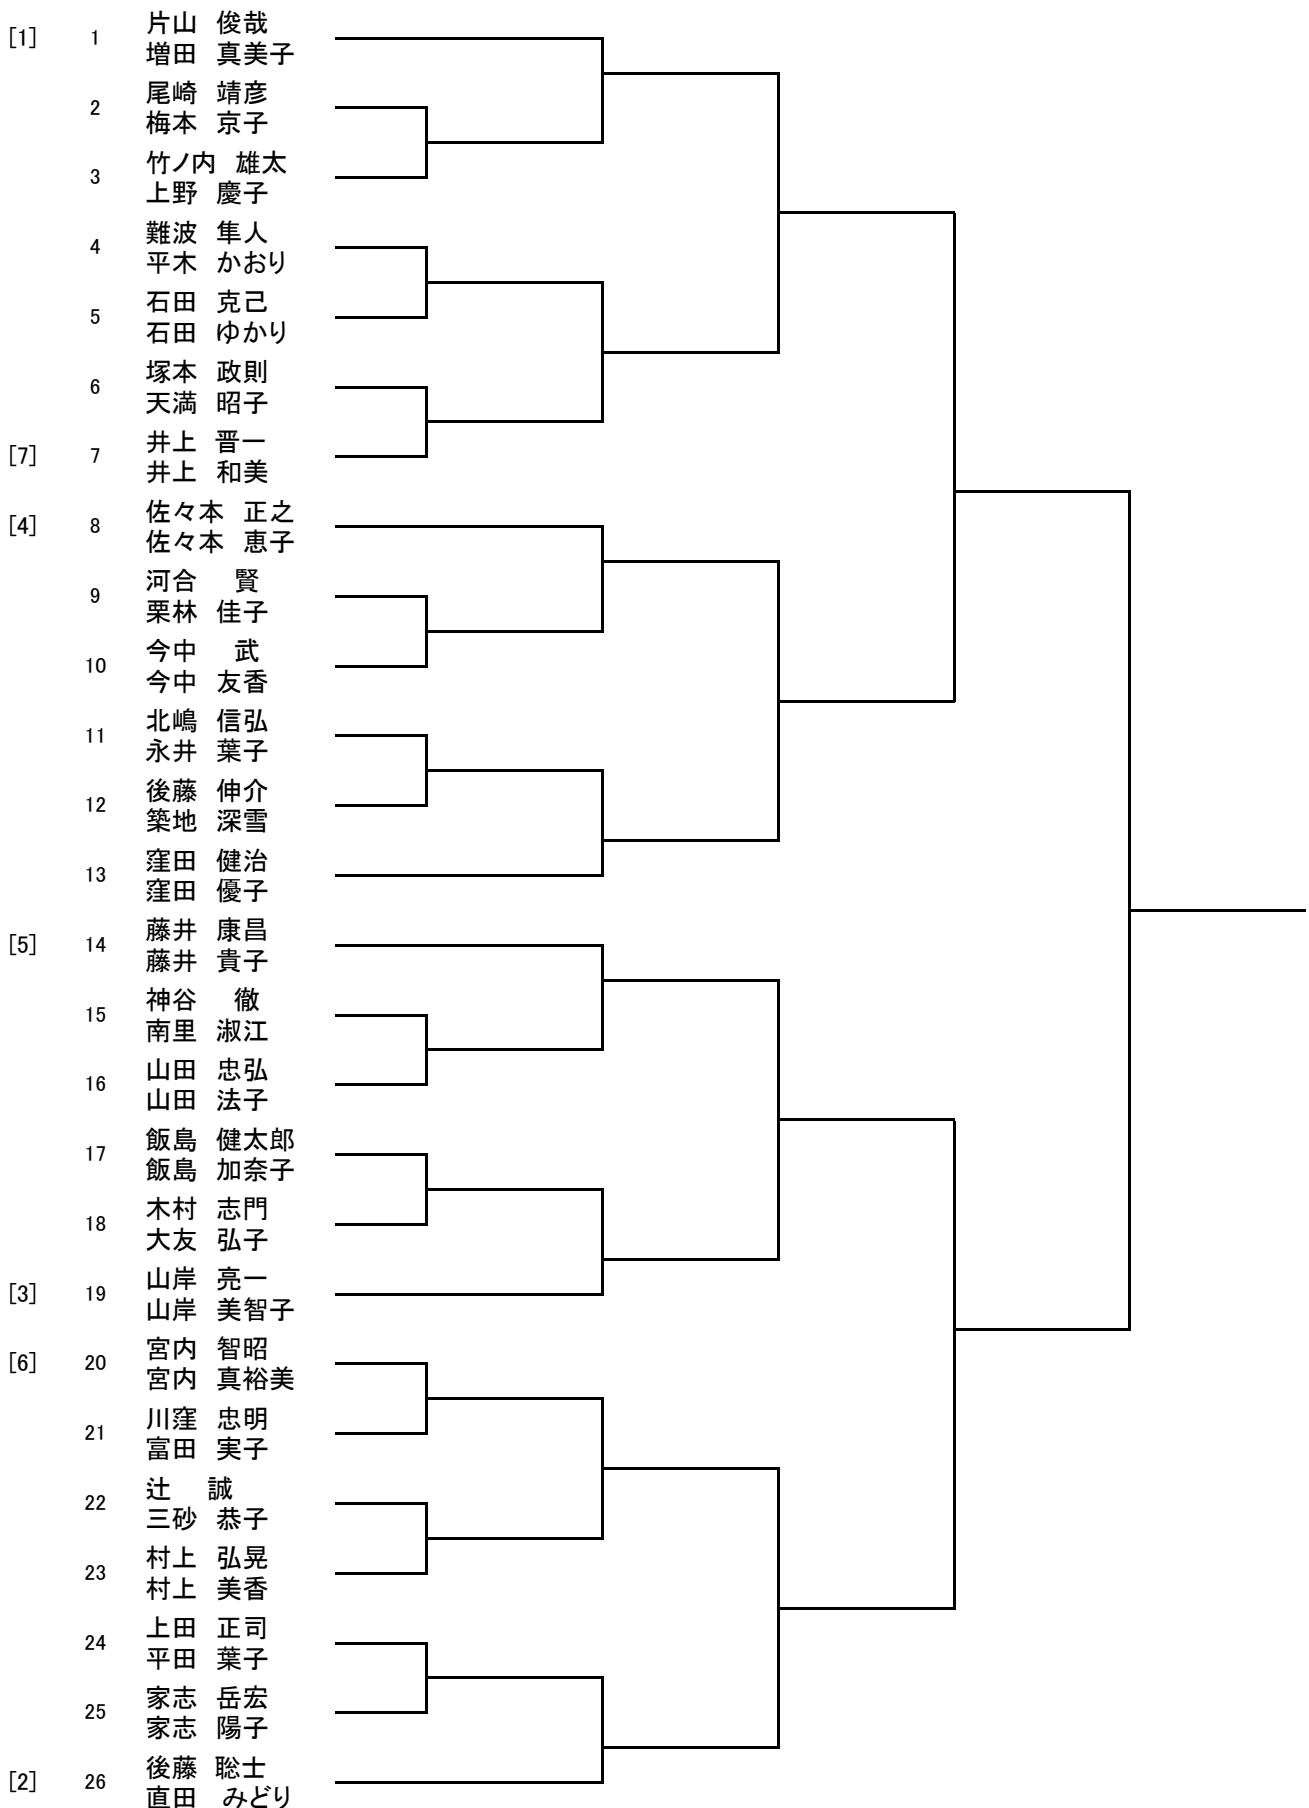 [1] 1 片山 俊哉
増田 真美子
2 尾崎 靖彦
梅本 京子
3 竹ノ内 雄太
上野 慶子
4 難波 隼人
平木 かおり
5 石田 克己
石田 ゆかり
6 塚本 政則
天満 昭子
[7] 7 井上 晋一
井上 和美
[4] 8 佐々本 正之
佐々本 恵子
9 河合 賢
栗林 佳子
10 今中 武
今中 友香
11 北嶋 信弘
永井 葉子
12 後藤 伸介
築地 深雪
13 窪田 健治
窪田 優子
[5] 14 藤井 康昌
藤井 貴子
15 神谷 徹
南里 淑江
16 山田 忠弘
山田 法子
17 飯島 健太郎
飯島 加奈子
18 木村 志門
大友 弘子
[3] 19 山岸 亮一
山岸 美智子
[6] 20 宮内 智昭
宮内 真裕美
21 川窪 忠明
富田 実子
22 辻 誠
三砂 恭子
23 村上 弘晃
村上 美香
24 上田 正司
平田 葉子
25 家志 岳宏
家志 陽子
[2] 26 後藤 聡士
直田 みどり